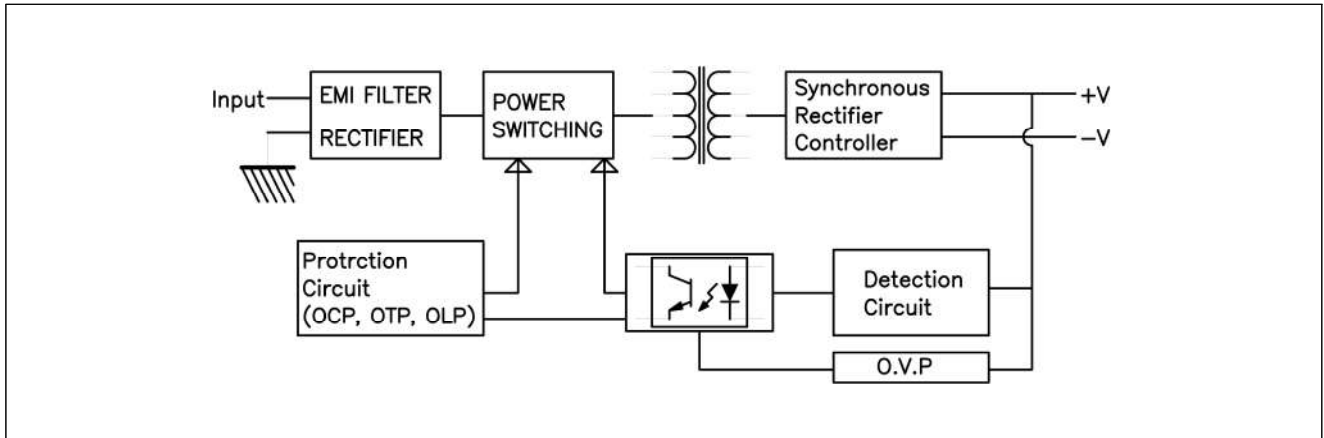 Input
EMI FILTER
RECTIFIER
POWER
SWITCHING
Synchronous
Rectifier
Controller
+V
-V
Protrction
Circuit
(OCP, OTP, OLP)
Detection
Circuit
O.V.P